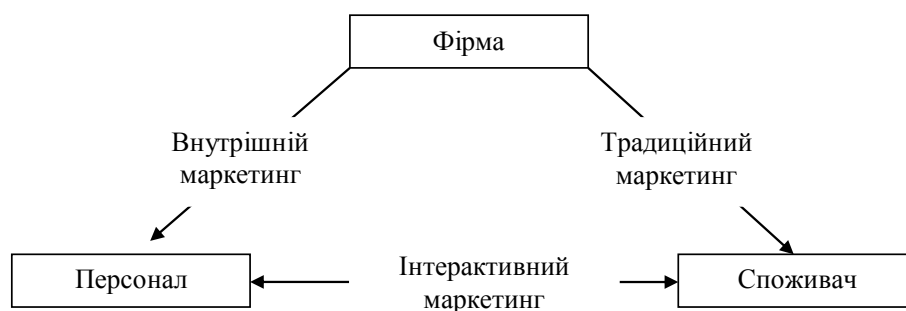 Фірма
Внутрішній
маркетинг
Традиційний
маркетинг
Персонал
Інтерактивний
маркетинг
Споживач